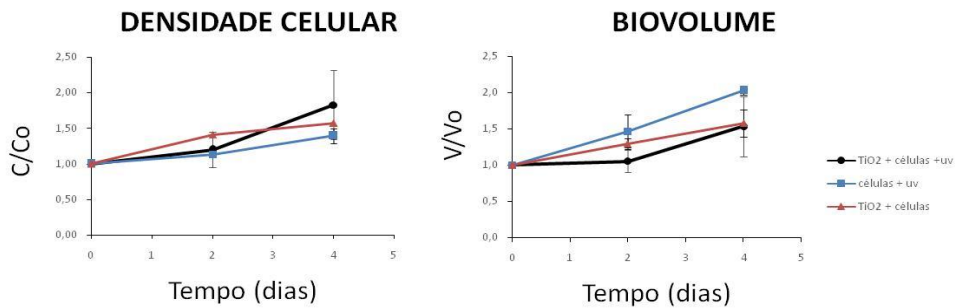 DENSIDADE CELULAR
2,50
2,00
1,50
1,00
0,50
0,00
C/Co
0 1 2 3 4 5
Tempo (dias)
BIOVOLUME
2,5
2,0
1,5
1,0
0,5
0,0
V/Vo
0 1 2 3 4 5
Tempo (dias)
TiO2 + células +uv
células + uv
TiO2 + células